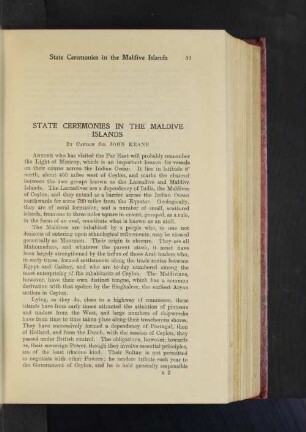 State Ceremonies in the Maldive Islands 51
STATE CEREMONIES IN THE MALDIVE
ISLANDS
By Captain Sir JOHN KEANE
ANYONE who has visited the Far East will probably remember
the Light of Minicoy, which is an important beacon for vessels
on their course across the Indian Ocean. It lies in latitude 8°
north, about 400 miles west of Ceylon, and marks the channel
between the two groups known as the Laccadive and Maldive
Islands. The Laccadives are a dependency of India, the Maldives
of Ceylon, and they extend as a barrier across the Indian Ocean
southwards for some 700 miles from the Equator. Geologically,
they are of coral formation, and a number of small, scattered
islands, from one to three miles square in extent, grouped, as a rule,
in the form of an oval, constitute what is known as an atoll.
The Maldives are inhabited by a people who, to one not
desirous of entering upon ethnological refinements, may be classed
generally as Moormen. Their origin is obscure. They are all
Mahomedans, and whatever the parent stock, it must have
been largely strengthened by the infusion of those Arab traders who,
in early times, formed settlements along the trade routes between
Egypt and Galilee, and who are to-day numbered among the
most enterprising of the inhabitants of Ceylon. The Maldivians,
however, have their own distinct tongue, which has a common
derivation with that spoken by the Singhalese, the earliest Aryan
settlers in Ceylon.
Lying, as they do, close to a highway of commerce, these
islands have from early times attracted the attention of pioneers
and traders from the West, and large numbers of shipwrecks
have from time to time taken place along their treacherous shores.
They have successively formed a dependency of Portugal, then
of Holland, and from the Dutch, with the cession of Ceylon, they
passed under British control. The obligations, however, towards
us, their sovereign Power, though they involve essential principles,
are of the least irksome kind. Their Sultan is not permitted
to negotiate with other Powers; he renders tribute each year to
the Government of Ceylon, and he is held generally responsible